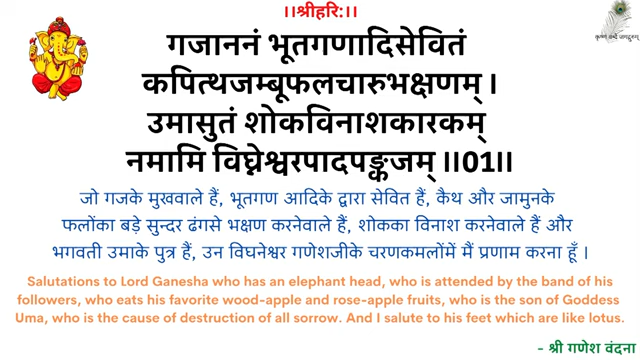 ।।श्रीहरि:।।
कृष्णं वन्दे जगद्गुरुम्
गजाननं भूतगणादिसेवितं
कपित्थजम्बूफलचारुभक्षणम् ।
उमासुतं शोकविनाशकारकम्
नमामि विघ्नेश्वरपादपङ्कजम् ।।01।।
जो गजके मुखवाले हैं, भूतगण आदिके द्वारा सेवित हैं, कैथ और जामुनके
फलोंका बड़े सुन्दर ढंगसे भक्षण करनेवाले हैं, शोकका विनाश करनेवाले हैं और
भगवती उमाके पुत्र हैं, उन विघनेश्वर गणेशजीके चरणकमलोंमें मैं प्रणाम करना हूँ ।
Salutations to Lord Ganesha who has an elephant head, who is attended by the band of his
followers, who eats his favorite wood-apple and rose-apple fruits, who is the son of Goddess
Uma, who is the cause of destruction of all sorrow. And I salute to his feet which are like lotus.
- श्री गणेश वंदना